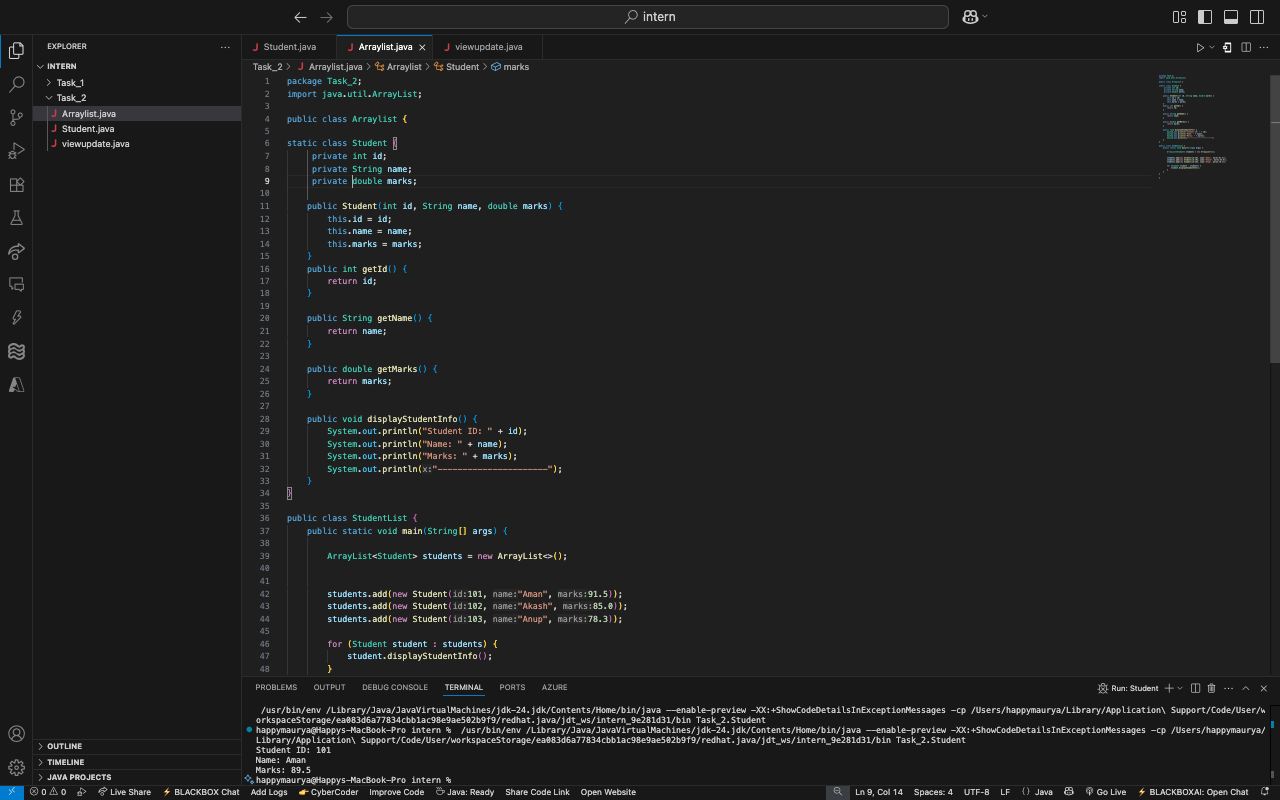 intern
EXPLORER
INTERN
Task_1
Task_2
Arraylist.java
Student.java
viewupdate.java
OUTLINE
TIMELINE
JAVA PROJECTS
Student.java
Arraylist.java
viewupdate.java
Task_2 > Arraylist.java > Arraylist > Student > marks
1 package Task_2;
2 import java.util.ArrayList;
3
4 public class Arraylist {
5
6 static class Student {
7 private int id;
8 private String name;
9 private double marks;
10
11 public Student(int id, String name, double marks) {
12 this.id = id;
13 this.name = name;
14 this.marks = marks;
15 }
16 public int getId() {
17 return id;
18 }
19
20 public String getName() {
21 return name;
22 }
23
24 public double getMarks() {
25 return marks;
26 }
27
28 public void displayStudentInfo() {
29 System.out.println("Student ID: " + id);
30 System.out.println("Name: " + name);
31 System.out.println("Marks: " + marks);
32 System.out.println(x:"----------------------");
33 }
34 }
35
36 public class StudentList {
37 public static void main(String[] args) {
38
39 ArrayList<Student> students = new ArrayList<>();
40
41
42 students.add(new Student(id:101, name:"Aman", marks:91.5));
43 students.add(new Student(id:102, name:"Akash", marks:85.0));
44 students.add(new Student(id:103, name:"Anup", marks:78.3));
45
46 for (Student student : students) {
47 student.displayStudentInfo();
48 }
PROBLEMS OUTPUT DEBUG CONSOLE TERMINAL PORTS AZURE Run: Student
/usr/bin/env /Library/Java/JavaVirtualMachines/jdk-24.jdk/Contents/Home/bin/java --enable-preview -XX:+ShowCodeDetailsInExceptionMessages -cp /Users/happymaurya/Library/Application\ Support/Code/User/w
orkspaceStorage/ea083d6a77834cbb1ac98e9ae502b9f9/redhat.java/jdt_ws/intern_9e281d31/bin Task_2.Student
happymaurya@Happys-MacBook-Pro intern % /usr/bin/env /Library/Java/JavaVirtualMachines/jdk-24.jdk/Contents/Home/bin/java --enable-preview -XX:+ShowCodeDetailsInExceptionMessages -cp /Users/happymaurya/
Library/Application\ Support/Code/User/workspaceStorage/ea083d6a77834cbb1ac98e9ae502b9f9/redhat.java/jdt_ws/intern_9e281d31/bin Task_2.Student
Student ID: 101
Name: Aman
Marks: 89.5
happymaurya@Happys-MacBook-Pro intern %
0 0 Live Share BLACKBOX Chat Add Logs CyberCoder Improve Code Java: Ready Share Code Link Open Website Ln 9, Col 14 Spaces: 4 UTF-8 LF {} Java Go Live BLACKBOXAI: Open Chat